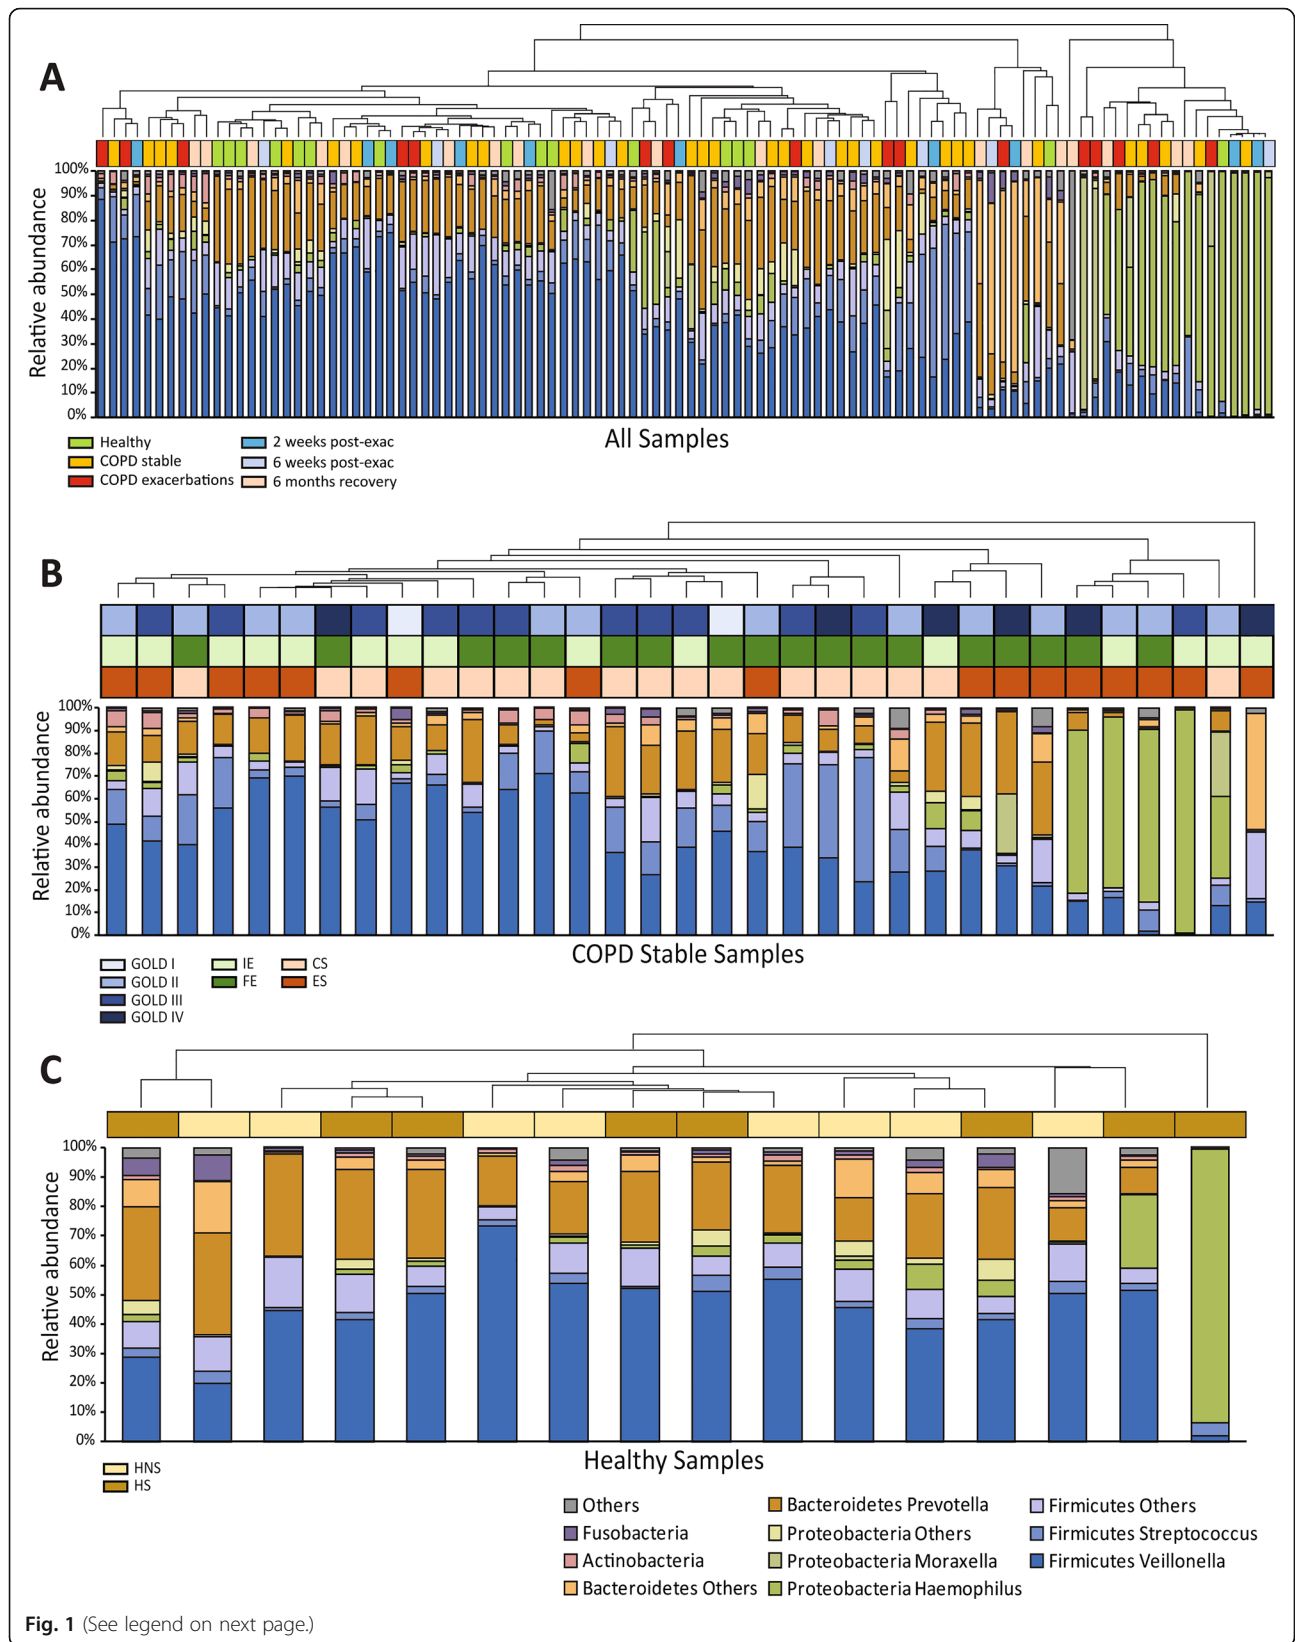 A
100%
90%
80%
70%
60%
50%
40%
30%
20%
10%
0%
Relative abundance
All Samples
Healthy
COPD stable
COPD exacerbations
2 weeks post-exac
6 weeks post-exac
6 months recovery
B
100%
90%
80%
70%
60%
50%
40%
30%
20%
10%
0%
Relative abundance
COPD Stable Samples
GOLD I
GOLD II
GOLD III
GOLD IV
IE
FE
CS
ES
C
100%
90%
80%
70%
60%
50%
40%
30%
20%
10%
0%
Relative abundance
Healthy Samples
HNS
HS
Others
Fusobacteria
Actinobacteria
Bacteroidetes Others
Bacteroidetes Prevotella
Proteobacteria Others
Proteobacteria Moraxella
Proteobacteria Haemophilus
Firmicutes Others
Firmicutes Streptococcus
Firmicutes Veillonella
Fig. 1 (See legend on next page.)